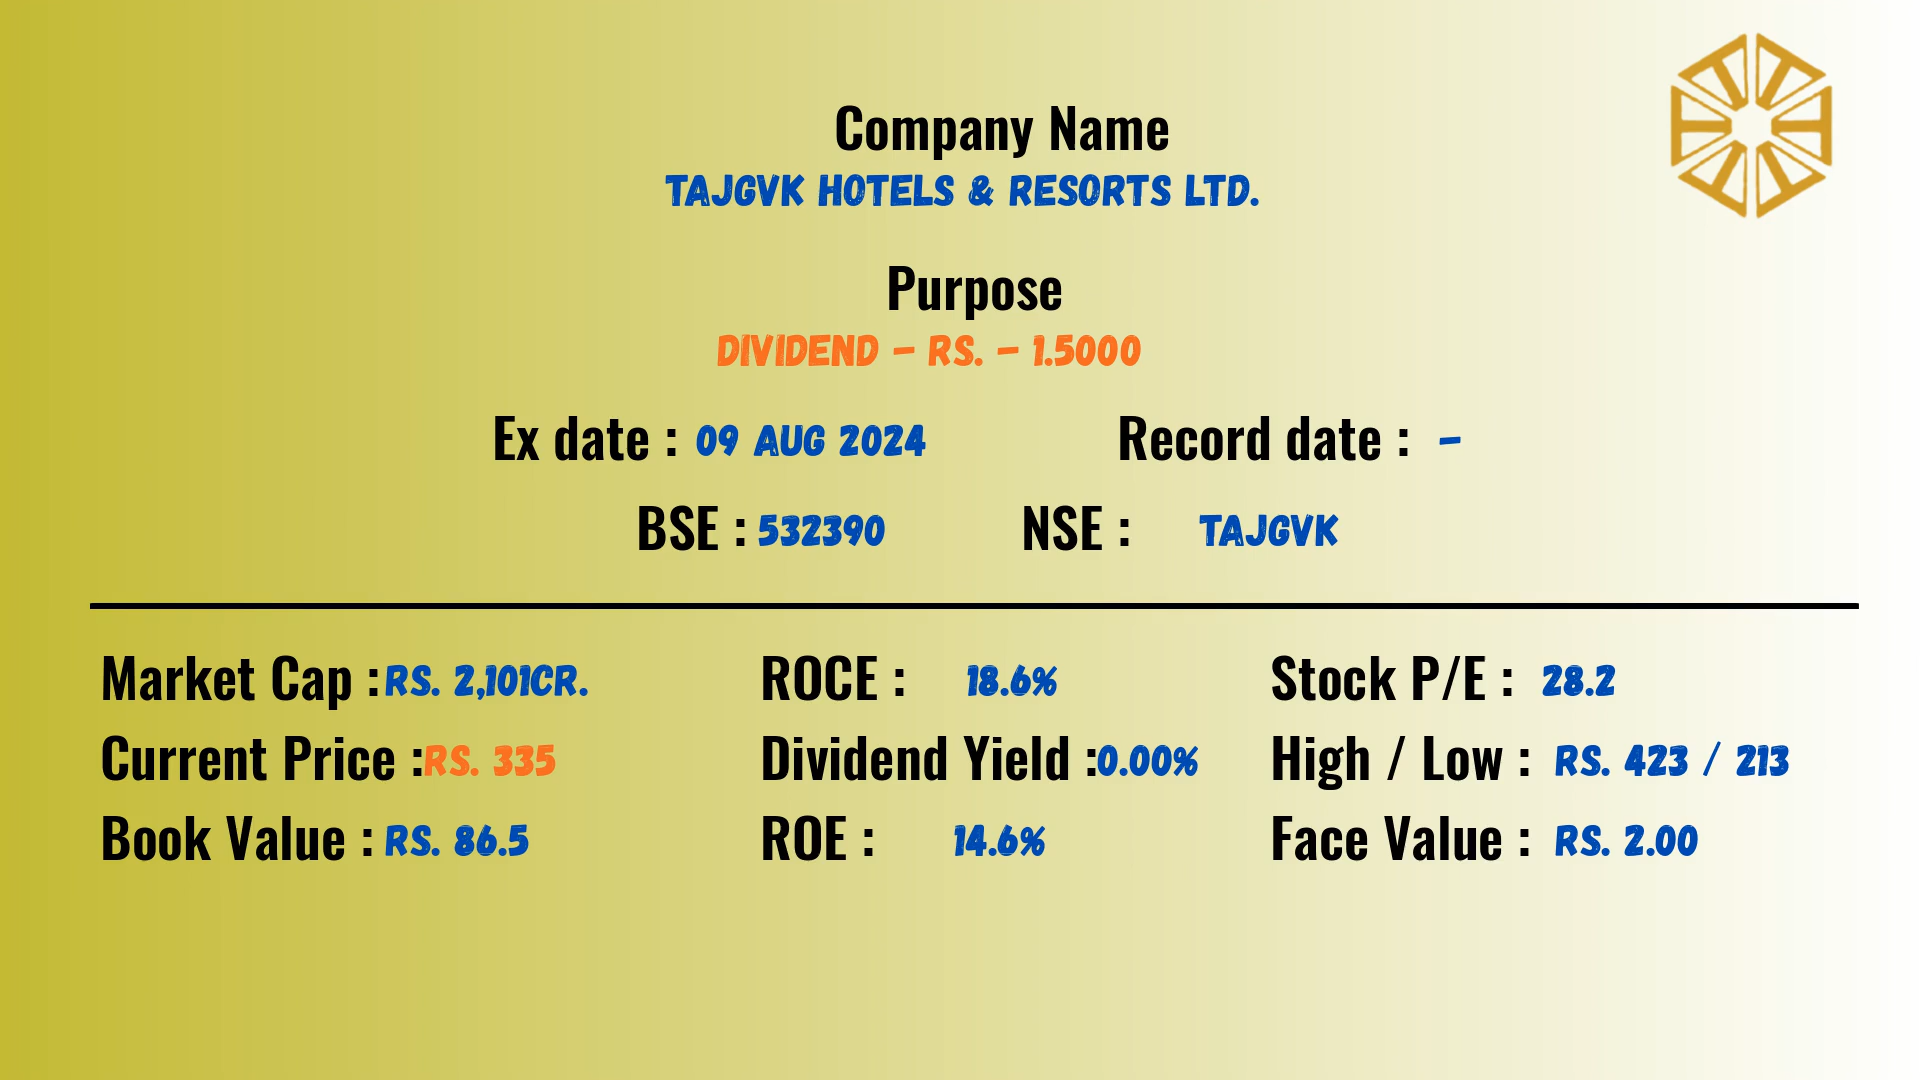 Company Name
TAJGVK HOTELS & RESORTS LTD.
Purpose
DIVIDEND - RS. - 1.5000
Ex date : 09 AUG 2024 Record date : -
BSE : 532390 NSE : TAJGVK
Market Cap : RS. 2,101CR. ROCE : 18.6% Stock P/E : 28.2
Current Price : RS. 335 Dividend Yield : 0.00% High / Low : RS. 423 / 213
Book Value : RS. 86.5 ROE : 14.6% Face Value : RS. 2.00